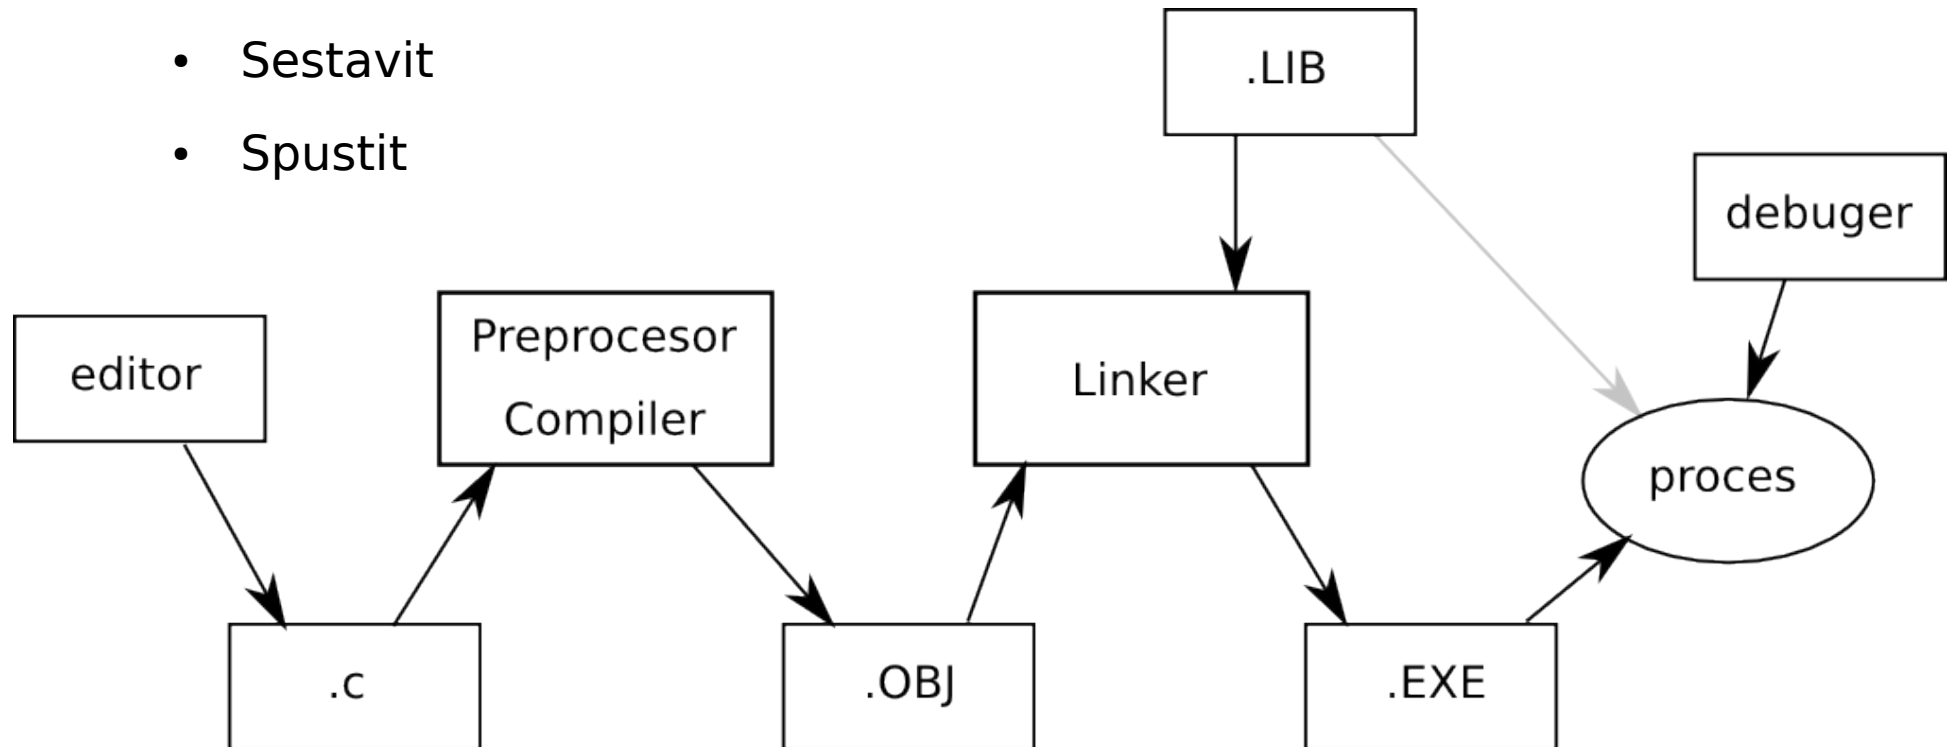 • Sestavit
• Spustit
.LIB
debuger
editor
Preprocesor
Compiler
Linker
proces
.c
.OBJ
.EXE